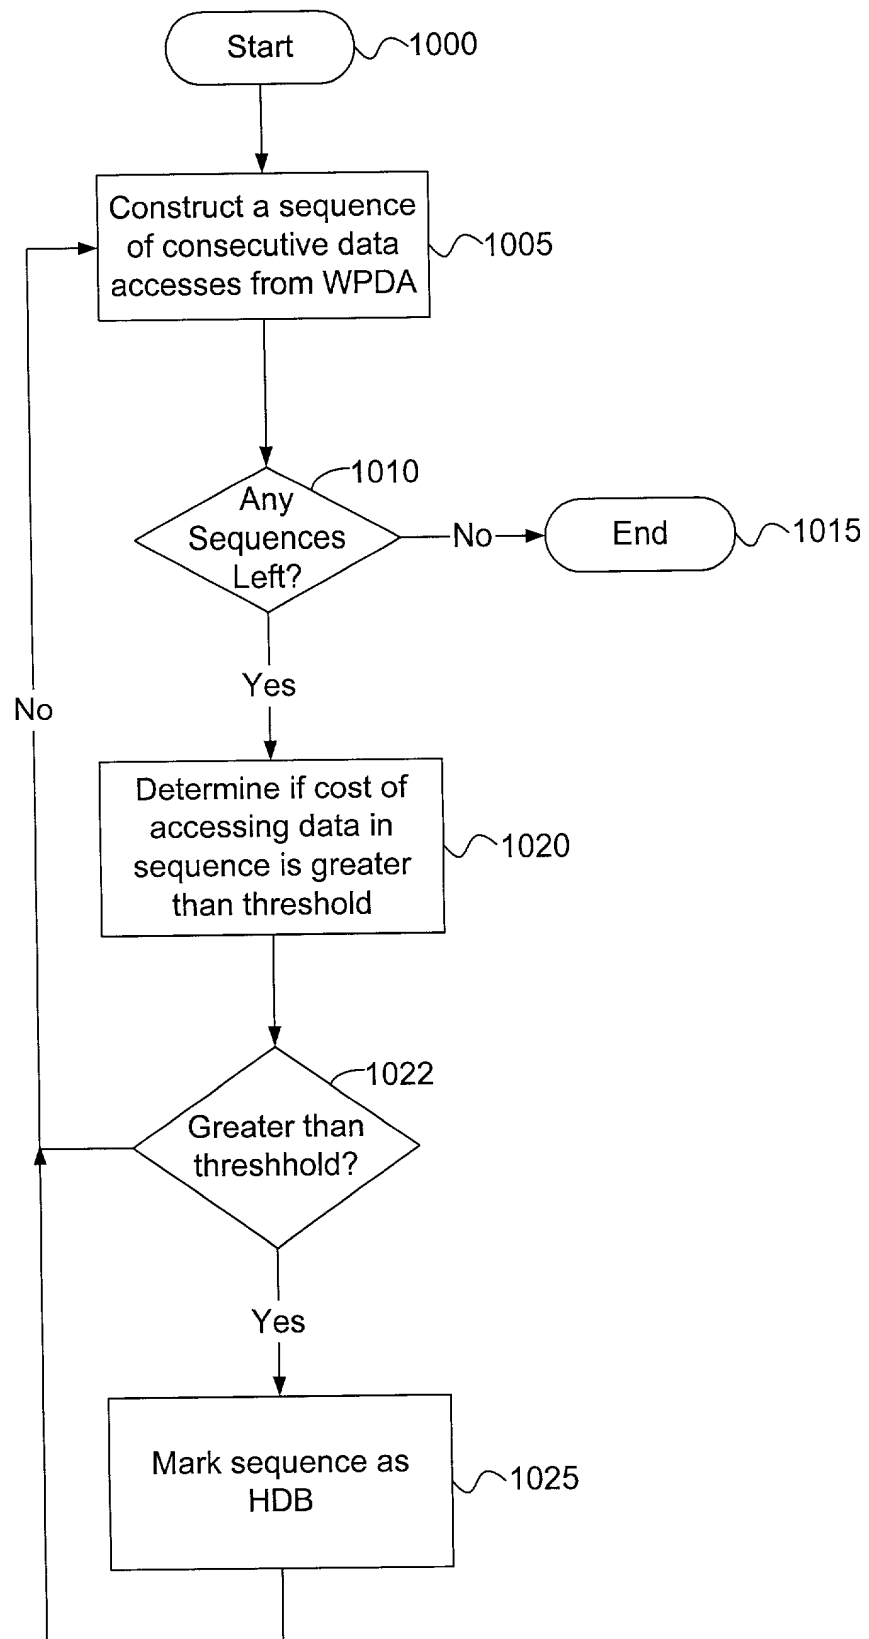 Start
1000
Construct a sequence
of consecutive data
accesses from WPDA
1005
1010
Any
Sequences
Left?
No
End
1015
Yes
No
Determine if cost of
accessing data in
sequence is greater
than threshold
1020
1022
Greater than
threshhold?
Yes
Mark sequence as
HDB
1025